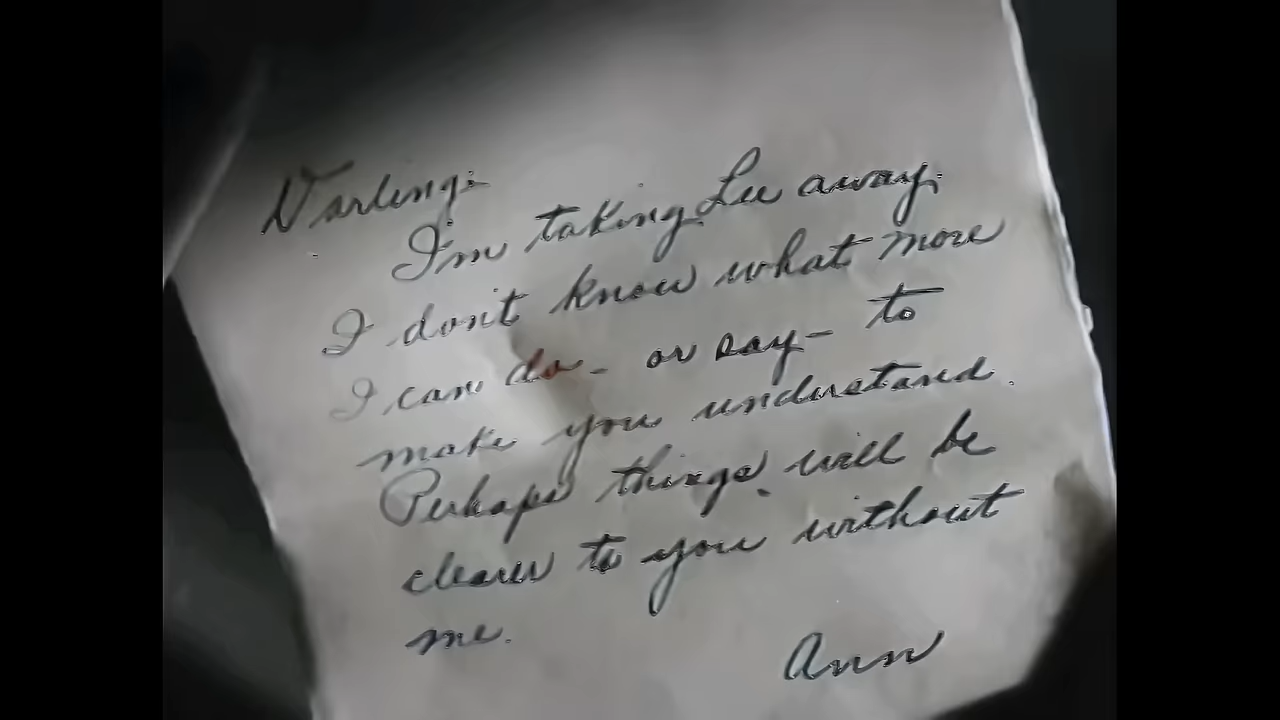 Darling:
I'm taking Lee away.
I don't know what more
I can do - or say - to
make you understand.
Perhaps things will be
clearer to you without
me.
Ann